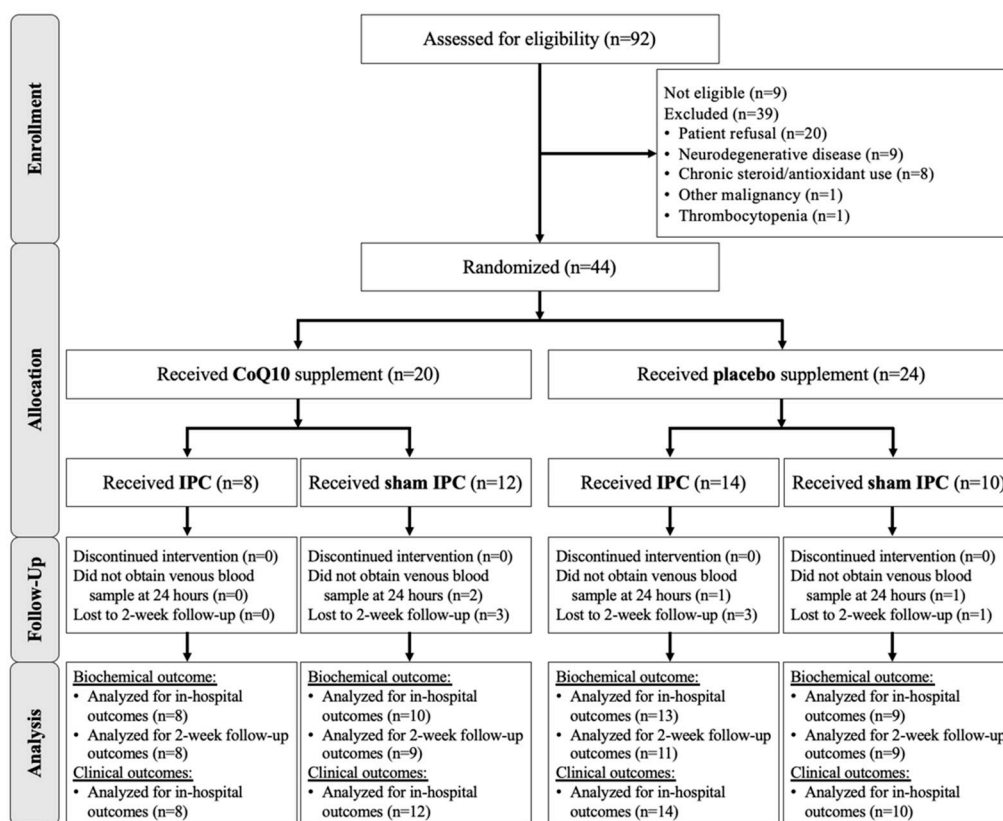 Enrollment
Assessed for eligibility (n=92)
Not eligible (n=9)
Excluded (n=39)
• Patient refusal (n=20)
• Neurodegenerative disease (n=9)
• Chronic steroid/antioxidant use (n=8)
• Other malignancy (n=1)
• Thrombocytopenia (n=1)
Randomized (n=44)
Allocation
Received CoQ10 supplement (n=20)
Received placebo supplement (n=24)
Received IPC (n=8)
Received sham IPC (n=12)
Received IPC (n=14)
Received sham IPC (n=10)
Follow-Up
Discontinued intervention (n=0)
Did not obtain venous blood
sample at 24 hours (n=0)
Lost to 2-week follow-up (n=0)
Discontinued intervention (n=0)
Did not obtain venous blood
sample at 24 hours (n=2)
Lost to 2-week follow-up (n=3)
Discontinued intervention (n=0)
Did not obtain venous blood
sample at 24 hours (n=1)
Lost to 2-week follow-up (n=3)
Discontinued intervention (n=0)
Did not obtain venous blood
sample at 24 hours (n=1)
Lost to 2-week follow-up (n=1)
Analysis
Biochemical outcome:
• Analyzed for in-hospital
outcomes (n=8)
• Analyzed for 2-week follow-up
outcomes (n=8)
Clinical outcomes:
• Analyzed for in-hospital
outcomes (n=8)
Biochemical outcome:
• Analyzed for in-hospital
outcomes (n=10)
• Analyzed for 2-week follow-up
outcomes (n=9)
Clinical outcomes:
• Analyzed for in-hospital
outcomes (n=12)
Biochemical outcome:
• Analyzed for in-hospital
outcomes (n=13)
• Analyzed for 2-week follow-up
outcomes (n=11)
Clinical outcomes:
• Analyzed for in-hospital
outcomes (n=14)
Biochemical outcome:
• Analyzed for in-hospital
outcomes (n=9)
• Analyzed for 2-week follow-up
outcomes (n=9)
Clinical outcomes:
• Analyzed for in-hospital
outcomes (n=10)